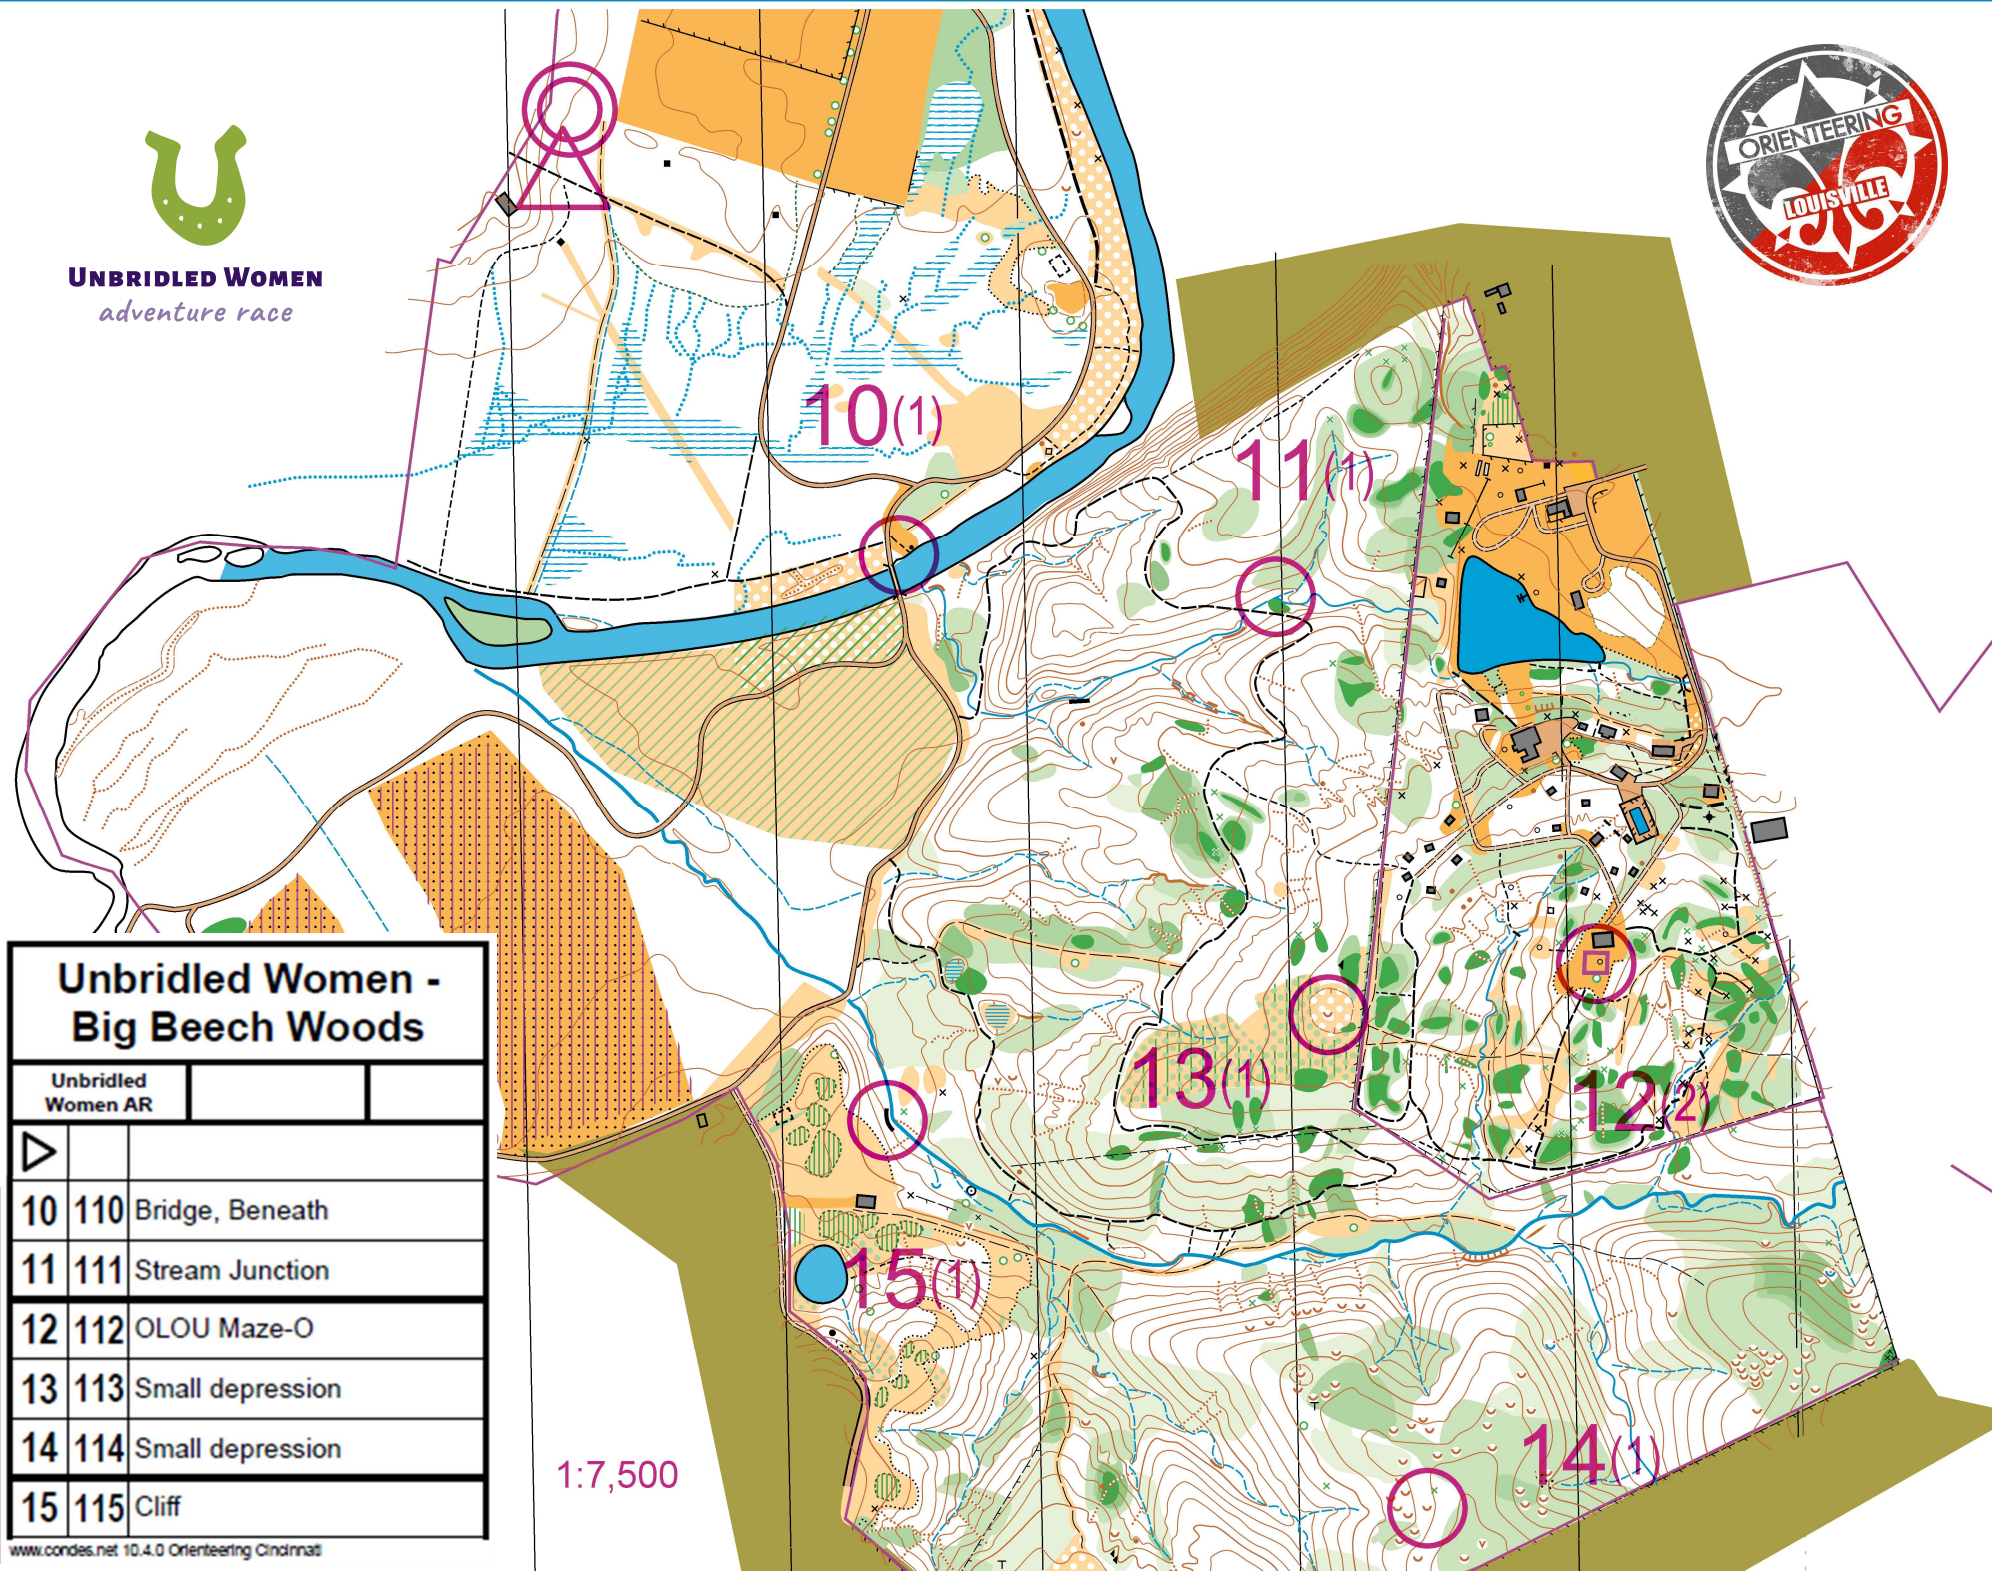 ORIENTEERING
LOUISVILLE
UNBRIDLED WOMEN
adventure race
10(1)
11(1)
13(1)
12(2)
15(1)
14(1)
1:7,500
Unbridled Women -
Big Beech Woods
Unbridled
Women AR
10 110 Bridge, Beneath
11 111 Stream Junction
12 112 OLOU Maze-O
13 113 Small depression
14 114 Small depression
15 115 Cliff
www.condes.net 10.4.0 Orienteering Cincinnati